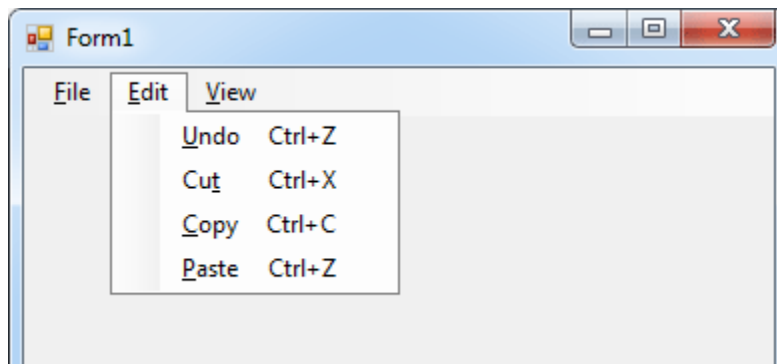 Form1
File Edit View
Undo Ctrl+Z
Cut Ctrl+X
Copy Ctrl+C
Paste Ctrl+Z